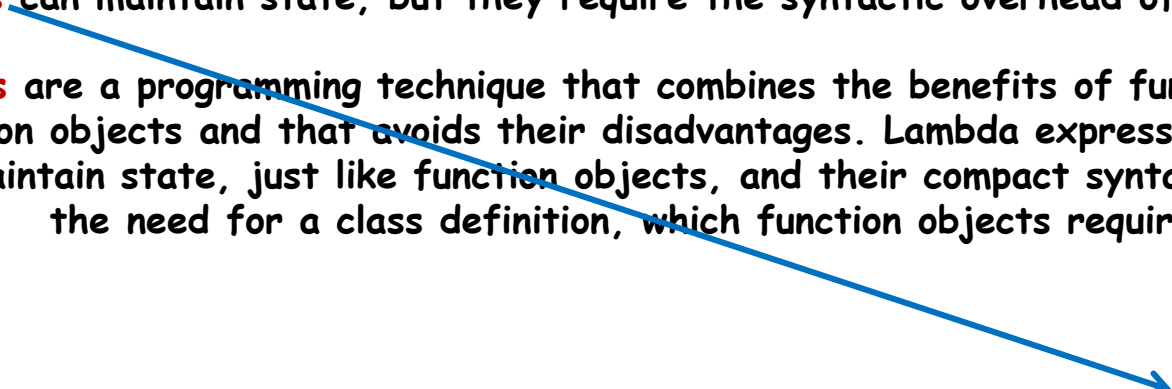 s can maintain state, but they require the syntactic overhead of
s are a programming technique that combines the benefits of fun
on objects and that avoids their disadvantages. Lambda express
aintain state, just like function objects, and their compact synta
the need for a class definition, which function objects requir